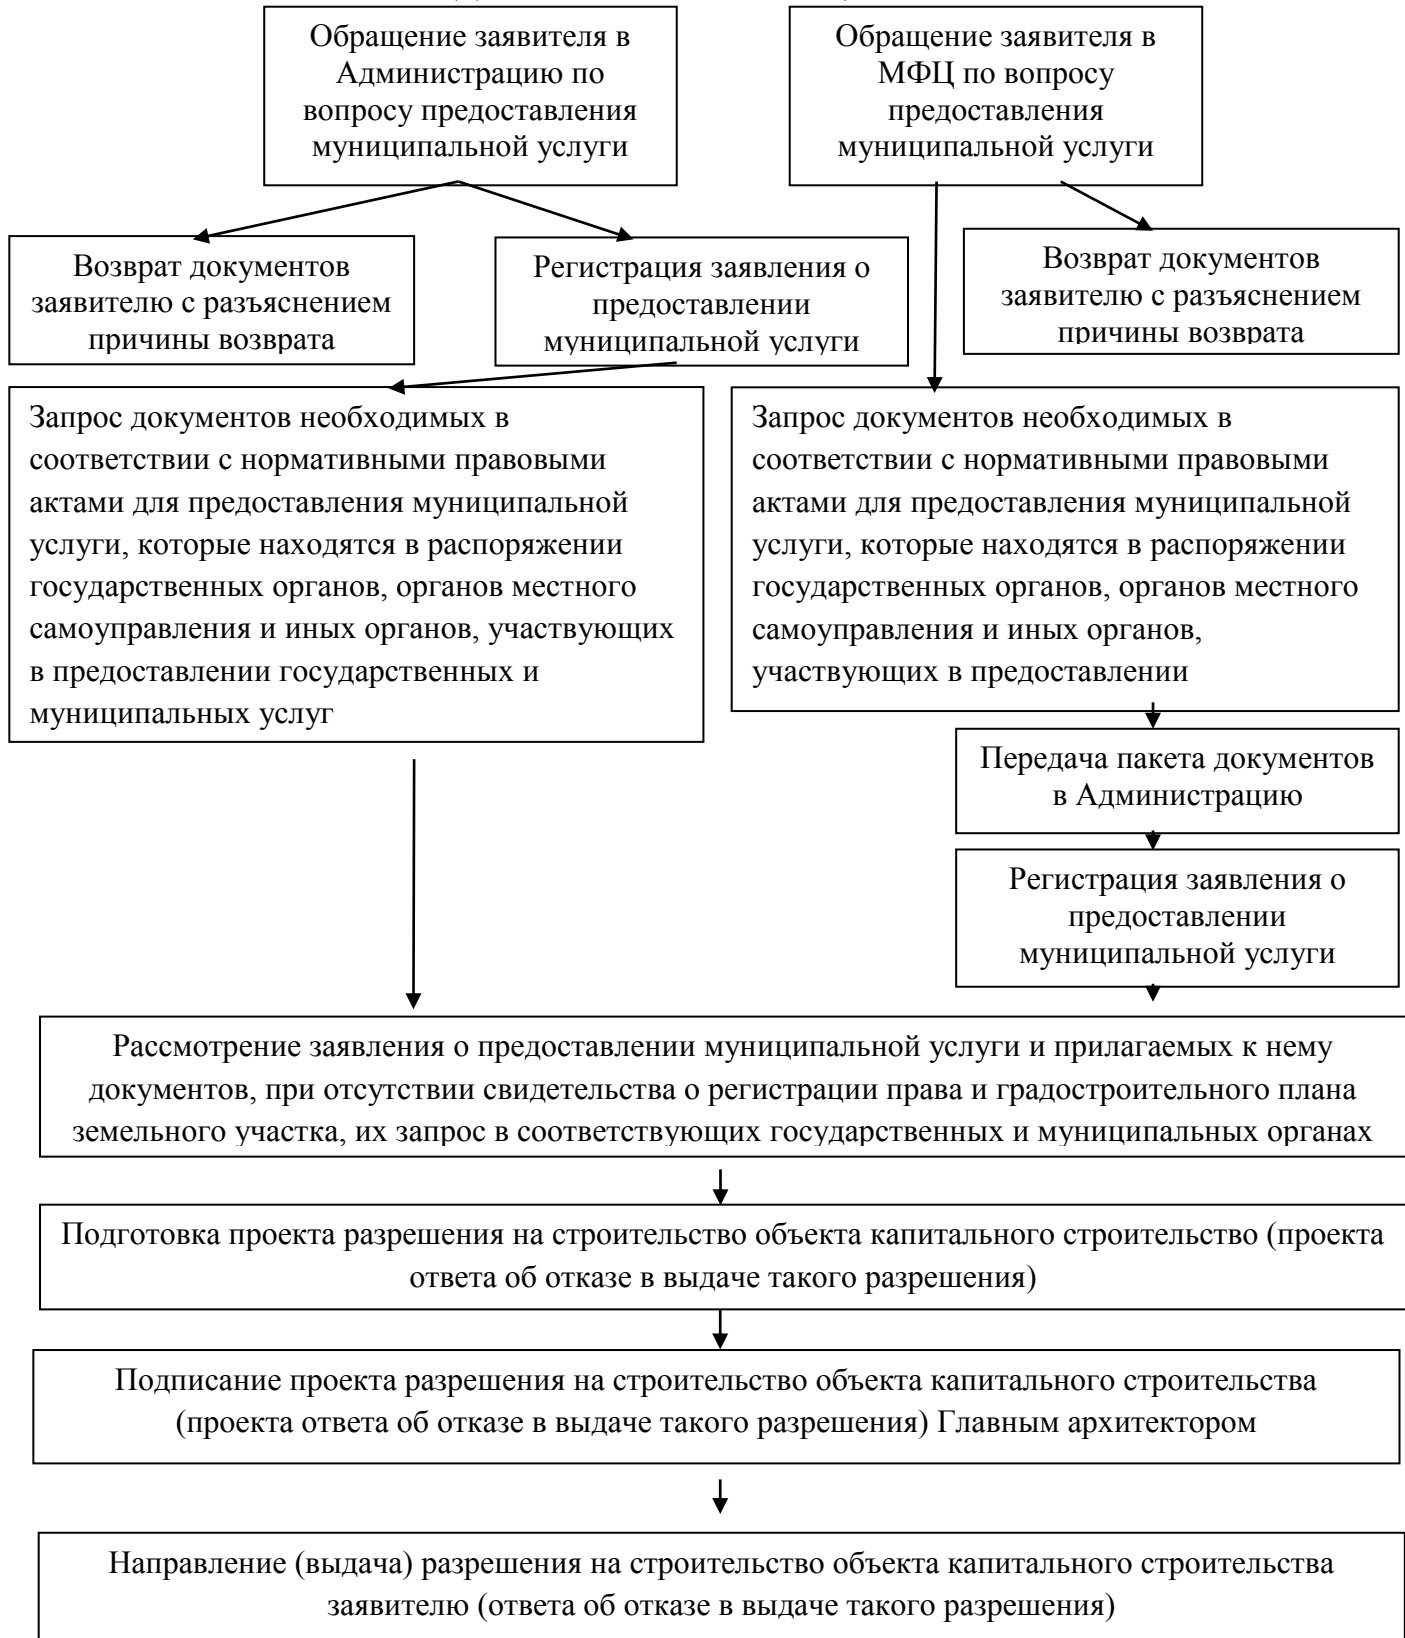 Обращение заявителя в
Администрацию по
вопросу предоставления
муниципальной услуги
Обращение заявителя в
МФЦ по вопросу
предоставления
муниципальной услуги
Возврат документов
заявителю с разъяснением
причины возврата
Регистрация заявления о
предоставлении
муниципальной услуги
Возврат документов
заявителю с разъяснением
причины возврата
Запрос документов необходимых в
соответствии с нормативными правовыми
актами для предоставления муниципальной
услуги, которые находятся в распоряжении
государственных органов, органов местного
самоуправления и иных органов, участвующих
в предоставлении государственных и
муниципальных услуг
Запрос документов необходимых в
соответствии с нормативными правовыми
актами для предоставления муниципальной
услуги, которые находятся в распоряжении
государственных органов, органов местного
самоуправления и иных органов,
участвующих в предоставлении
Передача пакета документов
в Администрацию
Регистрация заявления о
предоставлении
муниципальной услуги
Рассмотрение заявления о предоставлении муниципальной услуги и прилагаемых к нему
документов, при отсутствии свидетельства о регистрации права и градостроительного плана
земельного участка, их запрос в соответствующих государственных и муниципальных органах
Подготовка проекта разрешения на строительство объекта капитального строительство (проекта
ответа об отказе в выдаче такого разрешения)
Подписание проекта разрешения на строительство объекта капитального строительства
(проекта ответа об отказе в выдаче такого разрешения) Главным архитектором
Направление (выдача) разрешения на строительство объекта капитального строительства
заявителю (ответа об отказе в выдаче такого разрешения)